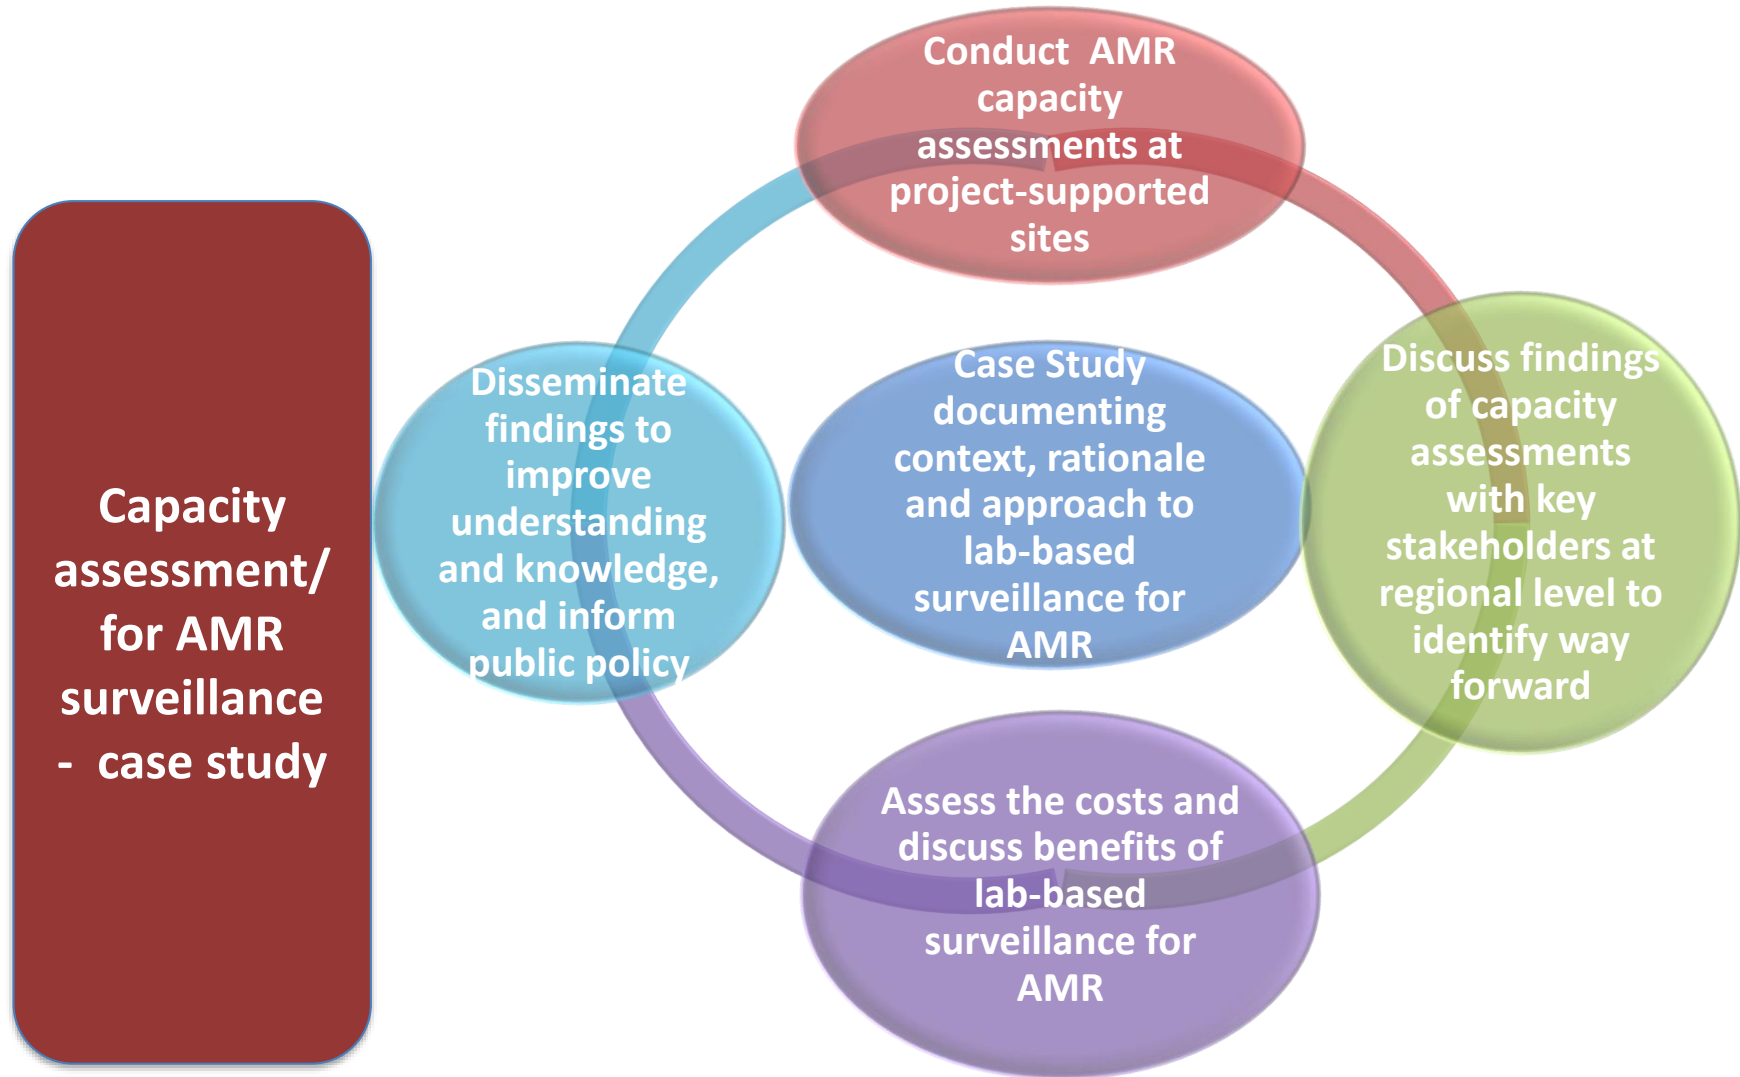 Capacity
assessment/
for AMR
surveillance
- case study
Conduct AMR
capacity
assessments at
project-supported
sites
Disseminate
findings to
improve
understanding
and knowledge,
and inform
public policy
Case Study
documenting
context, rationale
and approach to
lab-based
surveillance for
AMR
Discuss findings
of capacity
assessments
with key
stakeholders at
regional level to
identify way
forward
Assess the costs and
discuss benefits of
lab-based
surveillance for
AMR